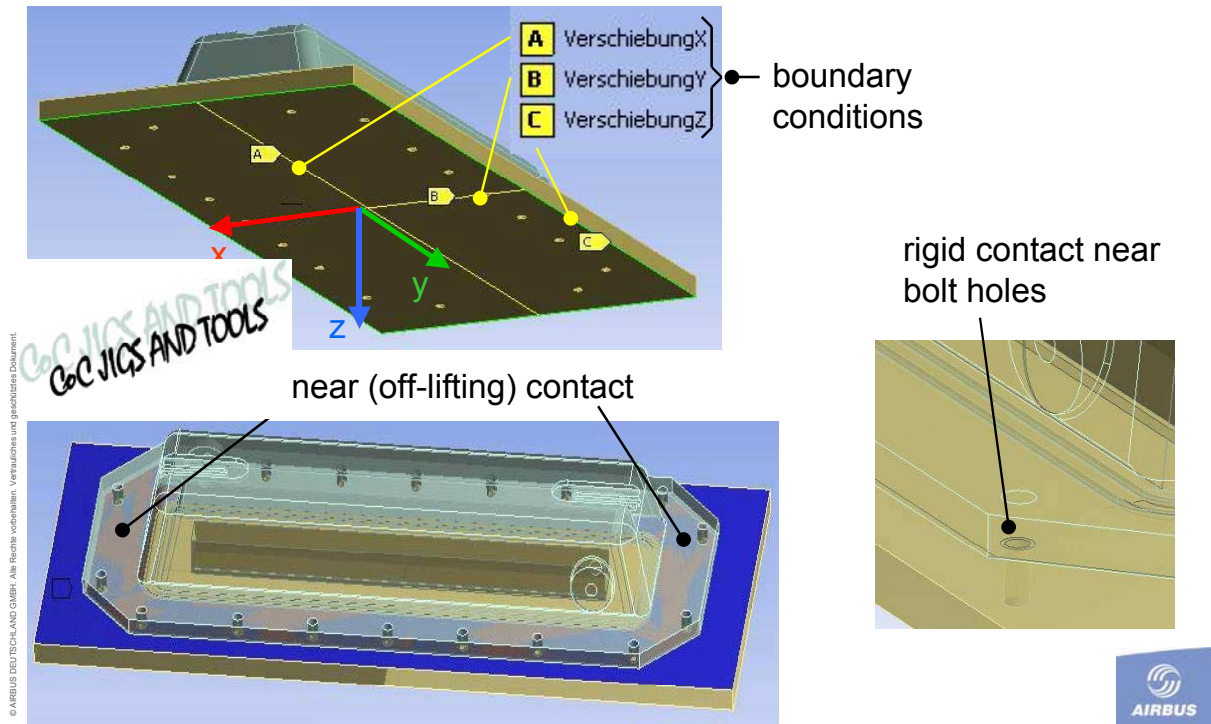 A VerschiebungX
B VerschiebungY
C VerschiebungZ
boundary
conditions
A
B
C
x
y
z
CoC JIGS AND TOOLS
rigid contact near
bolt holes
near (off-lifting) contact
© AIRBUS DEUTSCHLAND GMBH. Alle Rechte vorbehalten. Vertrauliches und geschütztes Dokument.
AIRBUS